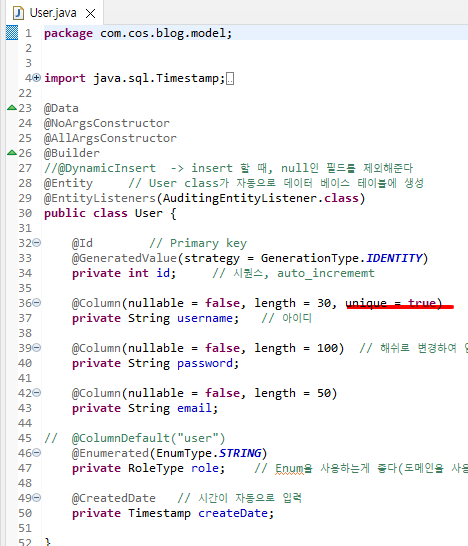 User.java
1 package com.cos.blog.model;
2
3
4 import java.sql.Timestamp;
22
23 @Data
24 @NoArgsConstructor
25 @AllArgsConstructor
26 @Builder
27 //@DynamicInsert -> insert 할 때, null인 필드를 제외해준다
28 @Entity // User class가 자동으로 데이터 베이스 테이블에 생성
29 @EntityListeners(AuditingEntityListener.class)
30 public class User {
31
32 @Id // Primary key
33 @GeneratedValue(strategy = GenerationType.IDENTITY)
34 private int id; // 시퀀스, auto_incrememt
35
36 @Column(nullable = false, length = 30, unique = true)
37 private String username; // 아이디
38
39 @Column(nullable = false, length = 100) // 해쉬로 변경하여
40 private String password;
41
42 @Column(nullable = false, length = 50)
43 private String email;
44
45 // @ColumnDefault("user")
46 @Enumerated(EnumType.STRING)
47 private RoleType role; // Enum을 사용하는게 좋다(도메인을 사용
48
49 @CreatedDate // 시간이 자동으로 입력
50 private Timestamp createDate;
51
52 }